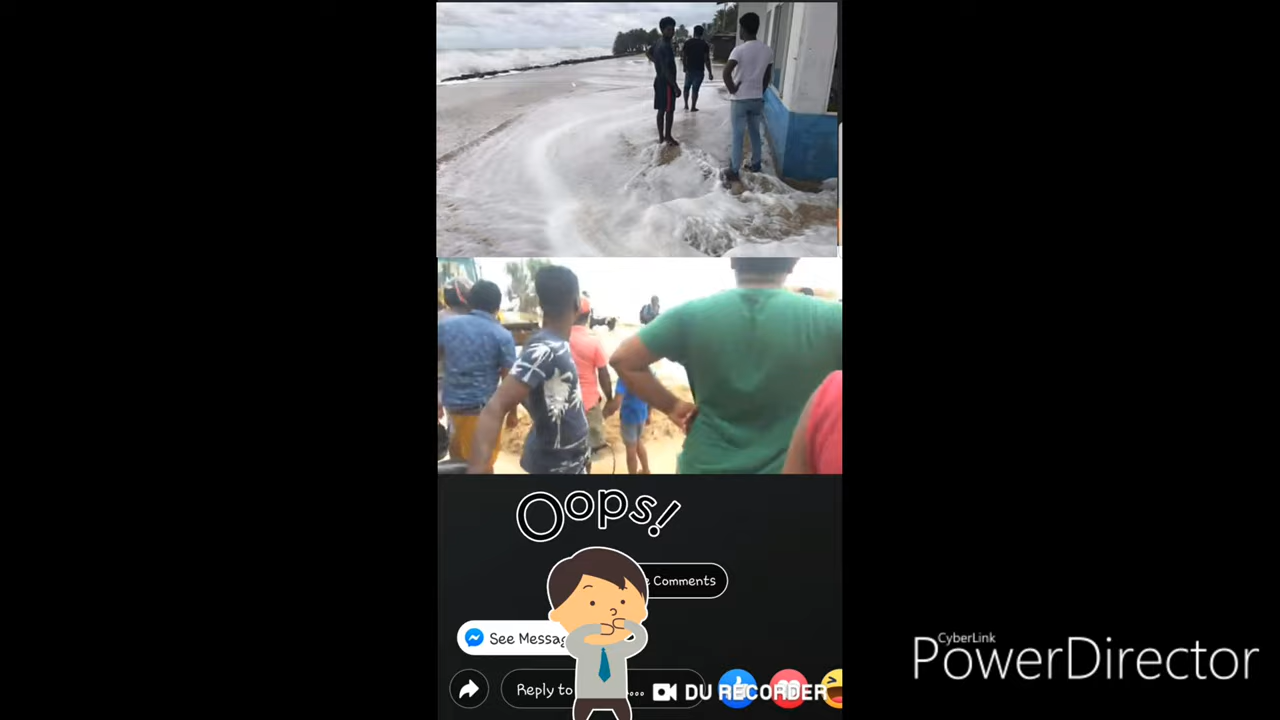 Oops!
Comments
See Messag
Reply to
...
DU RECORDER
CyberLink
PowerDirector